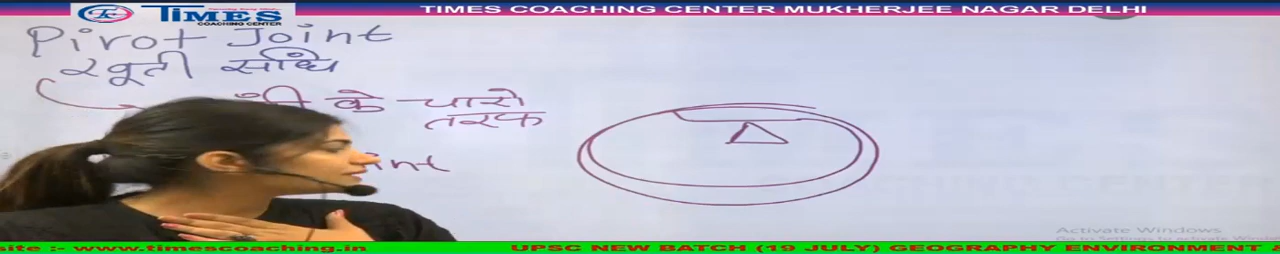 TIMES COACHING CENTER MUKHERJEE NAGAR DELHI
TIMES
COACHING CENTER
Pivot Joint
खूंटी संधि
के चारो
तरफ
int
Activate Windows
site :- www.timescoaching.in
UPSC NEW BATCH (19 JULY) GEOGRAPHY ENVIRONMENT &